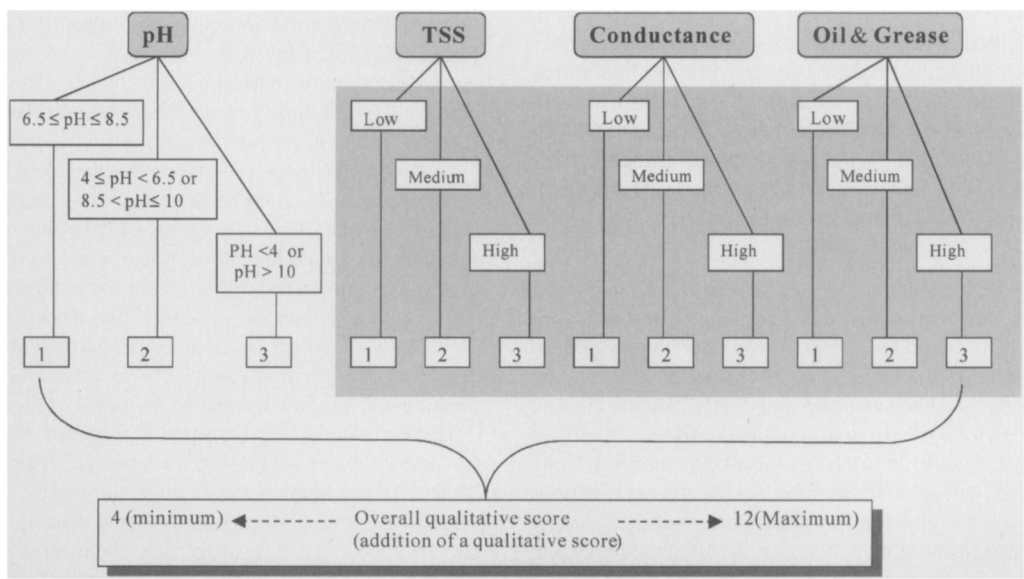 pH
TSS
Conductance
Oil & Grease
6.5 ≤ pH ≤ 8.5
4 ≤ pH < 6.5 or
8.5 < pH ≤ 10
PH <4 or
pH > 10
Low
Medium
High
Low
Medium
High
Low
Medium
High
1
2
3
1
2
3
1
2
3
1
2
3
4 (minimum)
Overall qualitative score
(addition of a qualitative score)
12(Maximum)